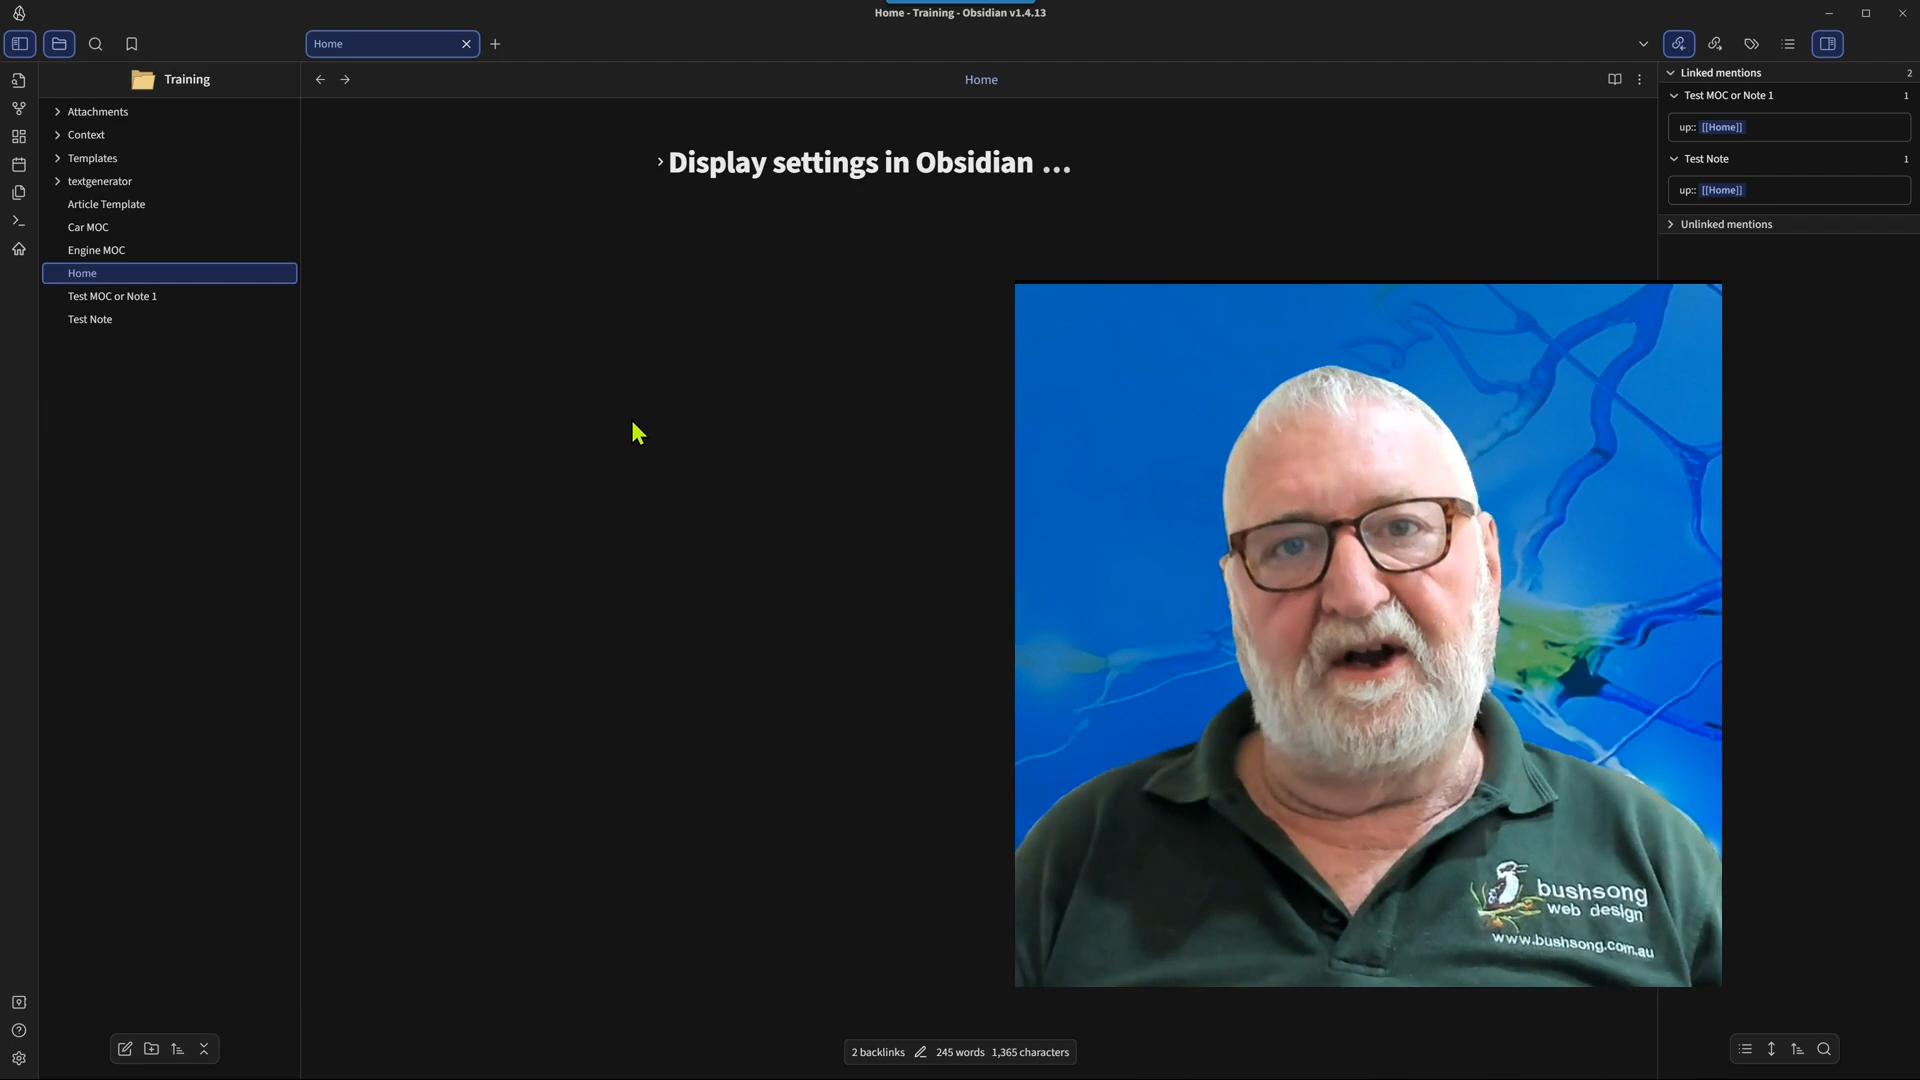 Home - Training - Obsidian v1.4.13
Home
Training
Home
Attachments
Context
Templates
textgenerator
Article Template
Car MOC
Engine MOC
Home
Test MOC or Note 1
Test Note
Display settings in Obsidian ...
Linked mentions 2
Test MOC or Note 1 1
up:: [[Home]]
Test Note 1
up:: [[Home]]
Unlinked mentions
bushsong
web design
www.bushsong.com.au
2 backlinks 245 words 1,365 characters